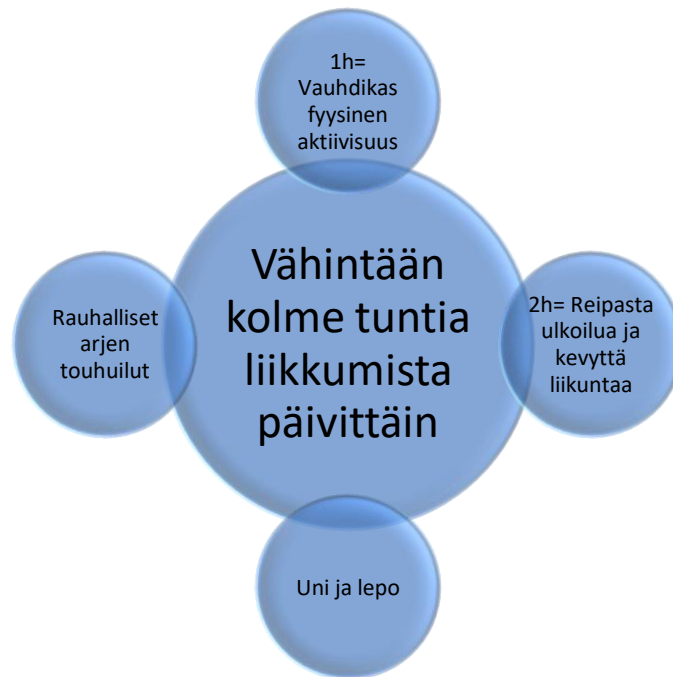 1h=
Vauhdikas
fyysinen
aktiivisuus
Vähintään
kolme tuntia
liikkumista
päivittäin
2h= Reipasta
ulkoilua ja
kevyttä
liikuntaa
Uni ja lepo
Rauhalliset
arjen
touhuilut